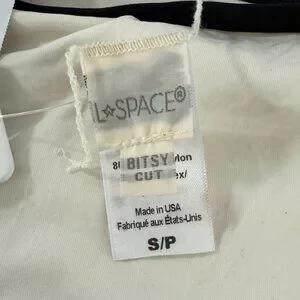 L*SPACE®
BITSY
CUT
Made in USA
Fabriqué aux États-Unis
S/P